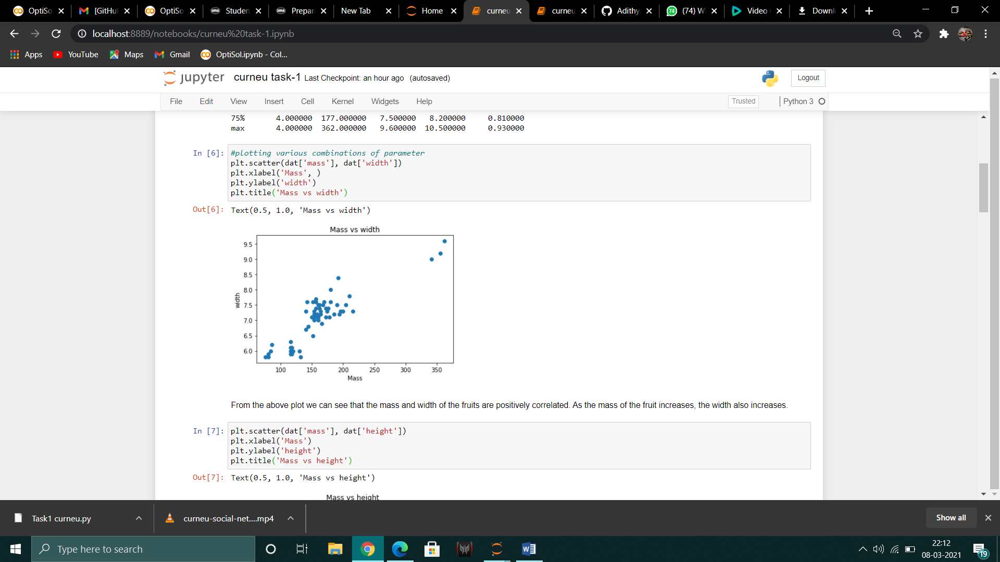 OptiSo
[GitHu
OptiSo
Studen
Prepar
New Tab
Home
curneu
curneu
Adithy
(74) W
Video
Downl
localhost:8889/notebooks/curneu%20task-1.ipynb
Apps YouTube Maps Gmail OptiSol.ipynb - Col...
jupyter curneu task-1 Last Checkpoint: an hour ago (autosaved)
Logout
File Edit View Insert Cell Kernel Widgets Help
Trusted Python 3
75% 4.000000 177.000000 7.500000 8.200000 0.810000
max 4.000000 362.000000 9.600000 10.500000 0.930000
In [6]: #plotting various combinations of parameter
plt.scatter(dat['mass'], dat['width'])
plt.xlabel('Mass', )
plt.ylabel('width')
plt.title('Mass vs width')
Out[6]: Text(0.5, 1.0, 'Mass vs width')
Mass vs width
9.5
9.0
8.5
8.0
7.5
7.0
6.5
6.0
width
100 150 200 250 300 350
Mass
From the above plot we can see that the mass and width of the fruits are positively correlated. As the mass of the fruit increases, the width also increases.
In [7]: plt.scatter(dat['mass'], dat['height'])
plt.xlabel('Mass')
plt.ylabel('height')
plt.title('Mass vs height')
Out[7]: Text(0.5, 1.0, 'Mass vs height')
Mass vs height
Task1 curneu.py
curneu-social-net....mp4
Show all
Type here to search
22:12
08-03-2021
19